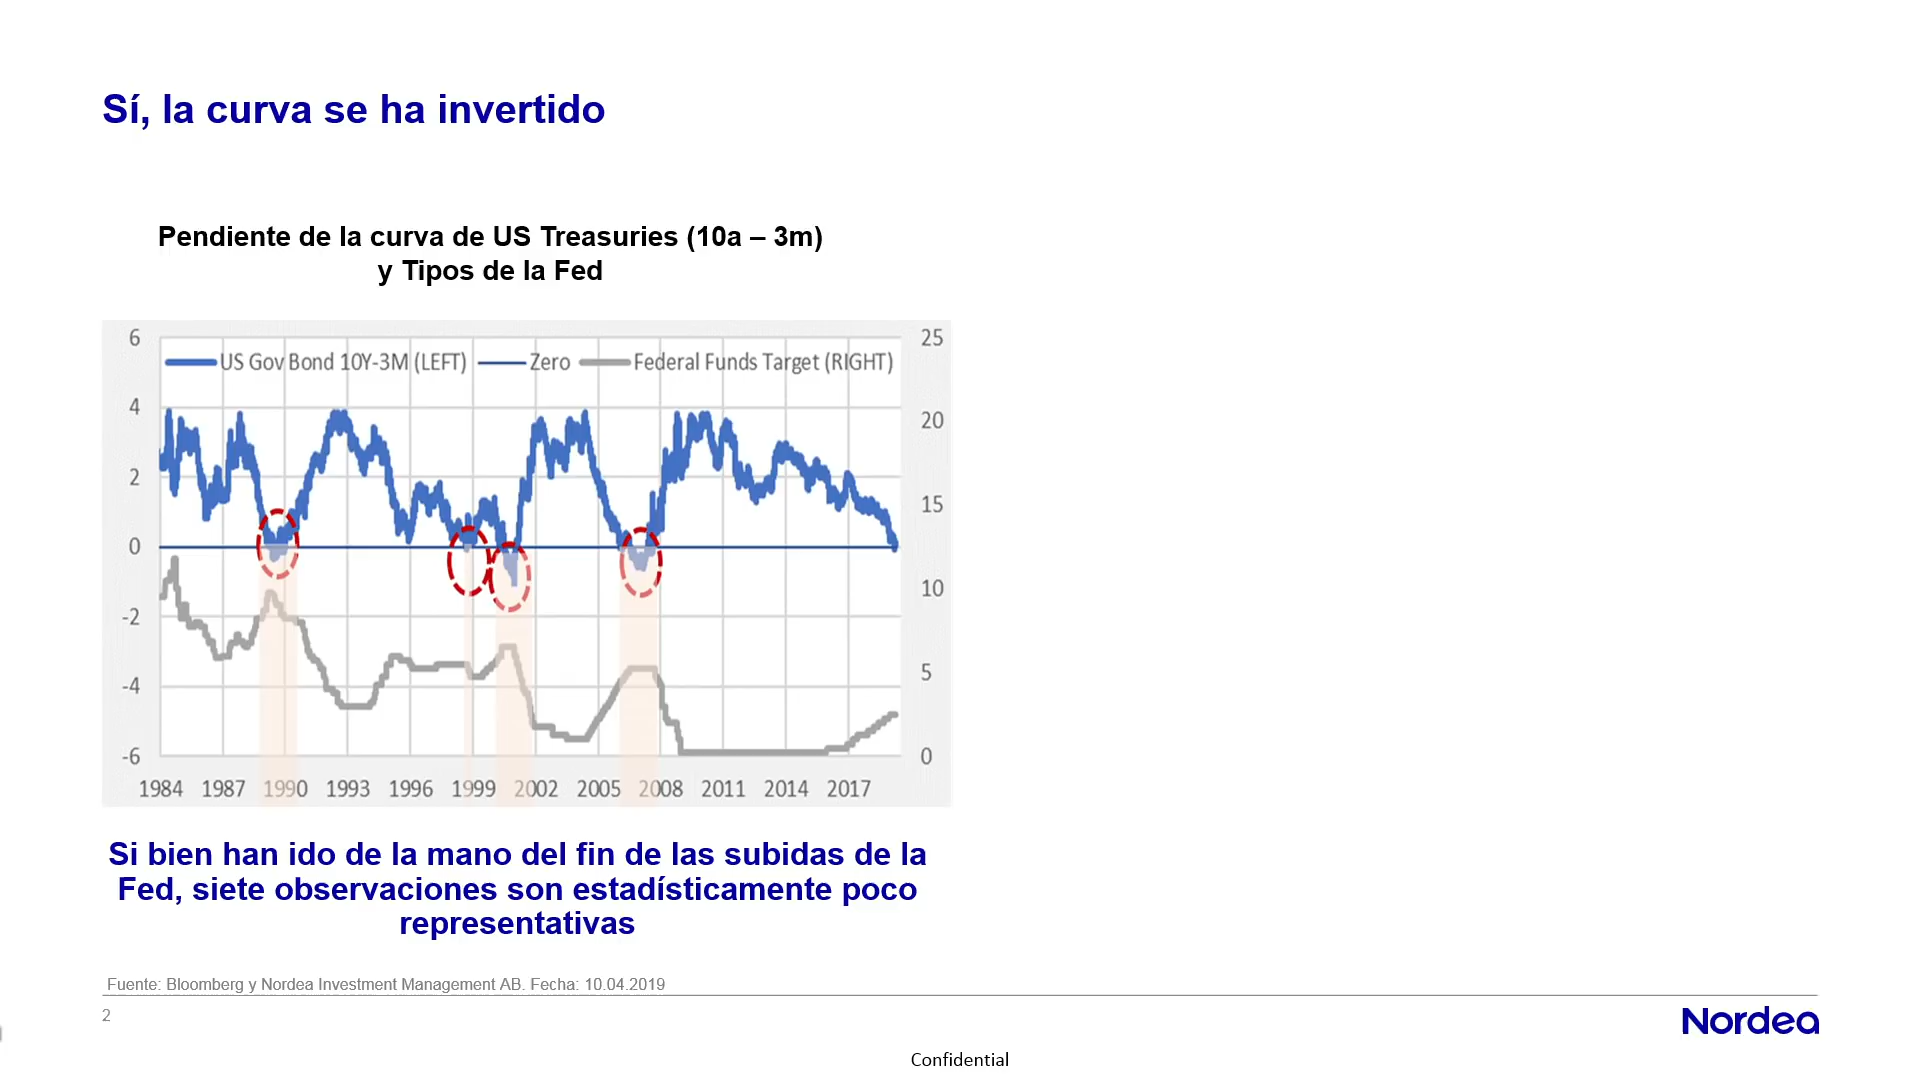 Sí, la curva se ha invertido
Pendiente de la curva de US Treasuries (10a – 3m)
y Tipos de la Fed
US Gov Bond 10Y-3M (LEFT) Zero Federal Funds Target (RIGHT)
6
4
2
0
-2
-4
-6
25
20
15
10
5
0
1984 1987 1990 1993 1996 1999 2002 2005 2008 2011 2014 2017
Si bien han ido de la mano del fin de las subidas de la
Fed, siete observaciones son estadísticamente poco
representativas
Fuente: Bloomberg y Nordea Investment Management AB. Fecha: 10.04.2019
2
Nordea
Confidential